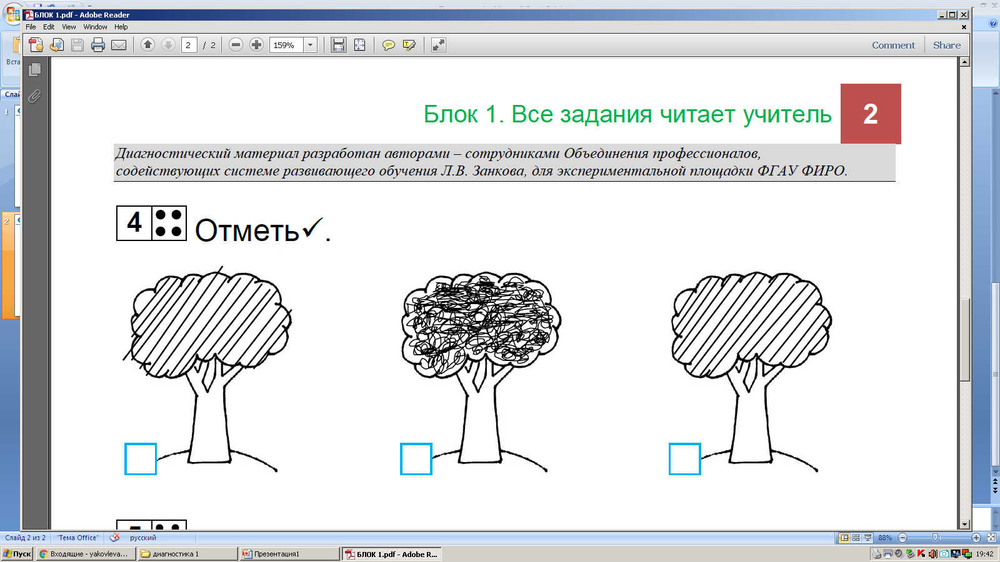 БЛОК 1.pdf - Adobe Reader
File Edit View Window Help
2 / 2 159% Comment Share
Вста
Слай
1
2
Блок 1. Все задания читает учитель 2
Диагностический материал разработан авторами – сотрудниками Объединения профессионалов,
содействующих системе развивающего обучения Л.В. Занкова, для экспериментальной площадки ФГАУ ФИРО.
4 Отметь✓.
Слайд 2 из 2 "Тема Office" русский 88%
Пуск Входящие - yakovleva... диагностика 1 Презентация1 БЛОК 1.pdf - Adobe R... 19:42